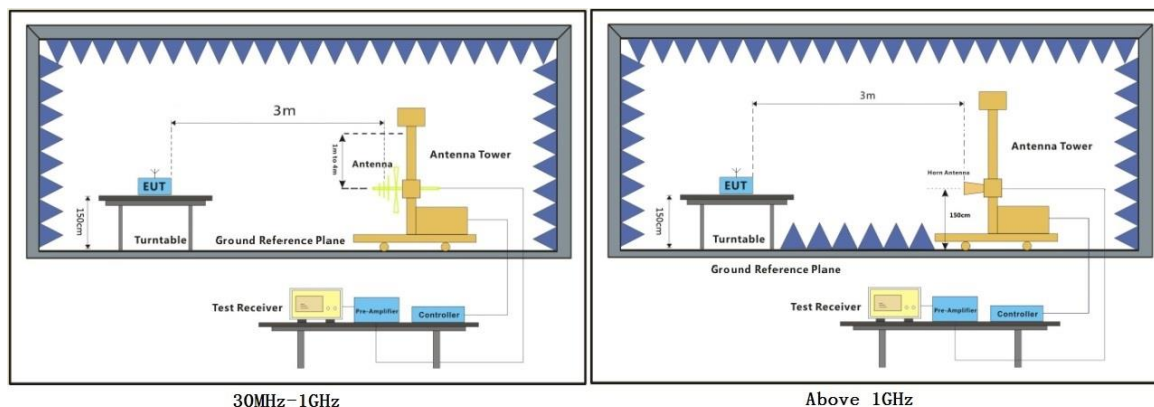 3m
1m to 4m
Antenna
Antenna Tower
EUT
150cm
Turntable
Ground Reference Plane
Test Receiver
Pre-Amplifier
Controller
30MHz-1GHz
3m
Antenna Tower
Horn Antenna
EUT
150cm
150cm
Turntable
Ground Reference Plane
Test Receiver
Pre-Amplifier
Controller
Above 1GHz